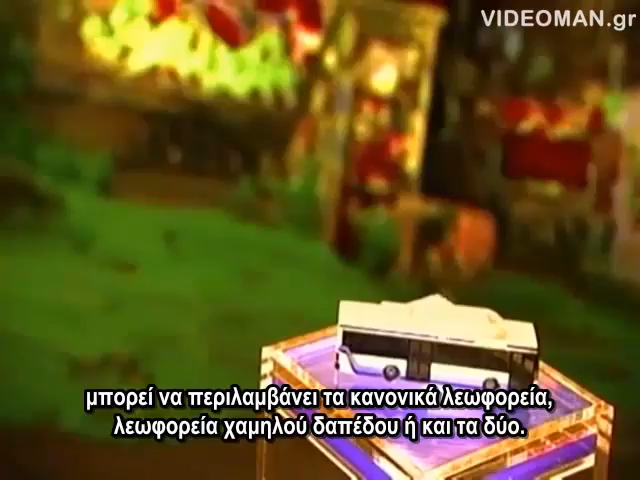 VIDEOMAN.gr
μπορεί να περιλαμβάνει τα κανονικά λεωφορεία,
λεωφορεία χαμηλού δαπέδου ή και τα δύο.